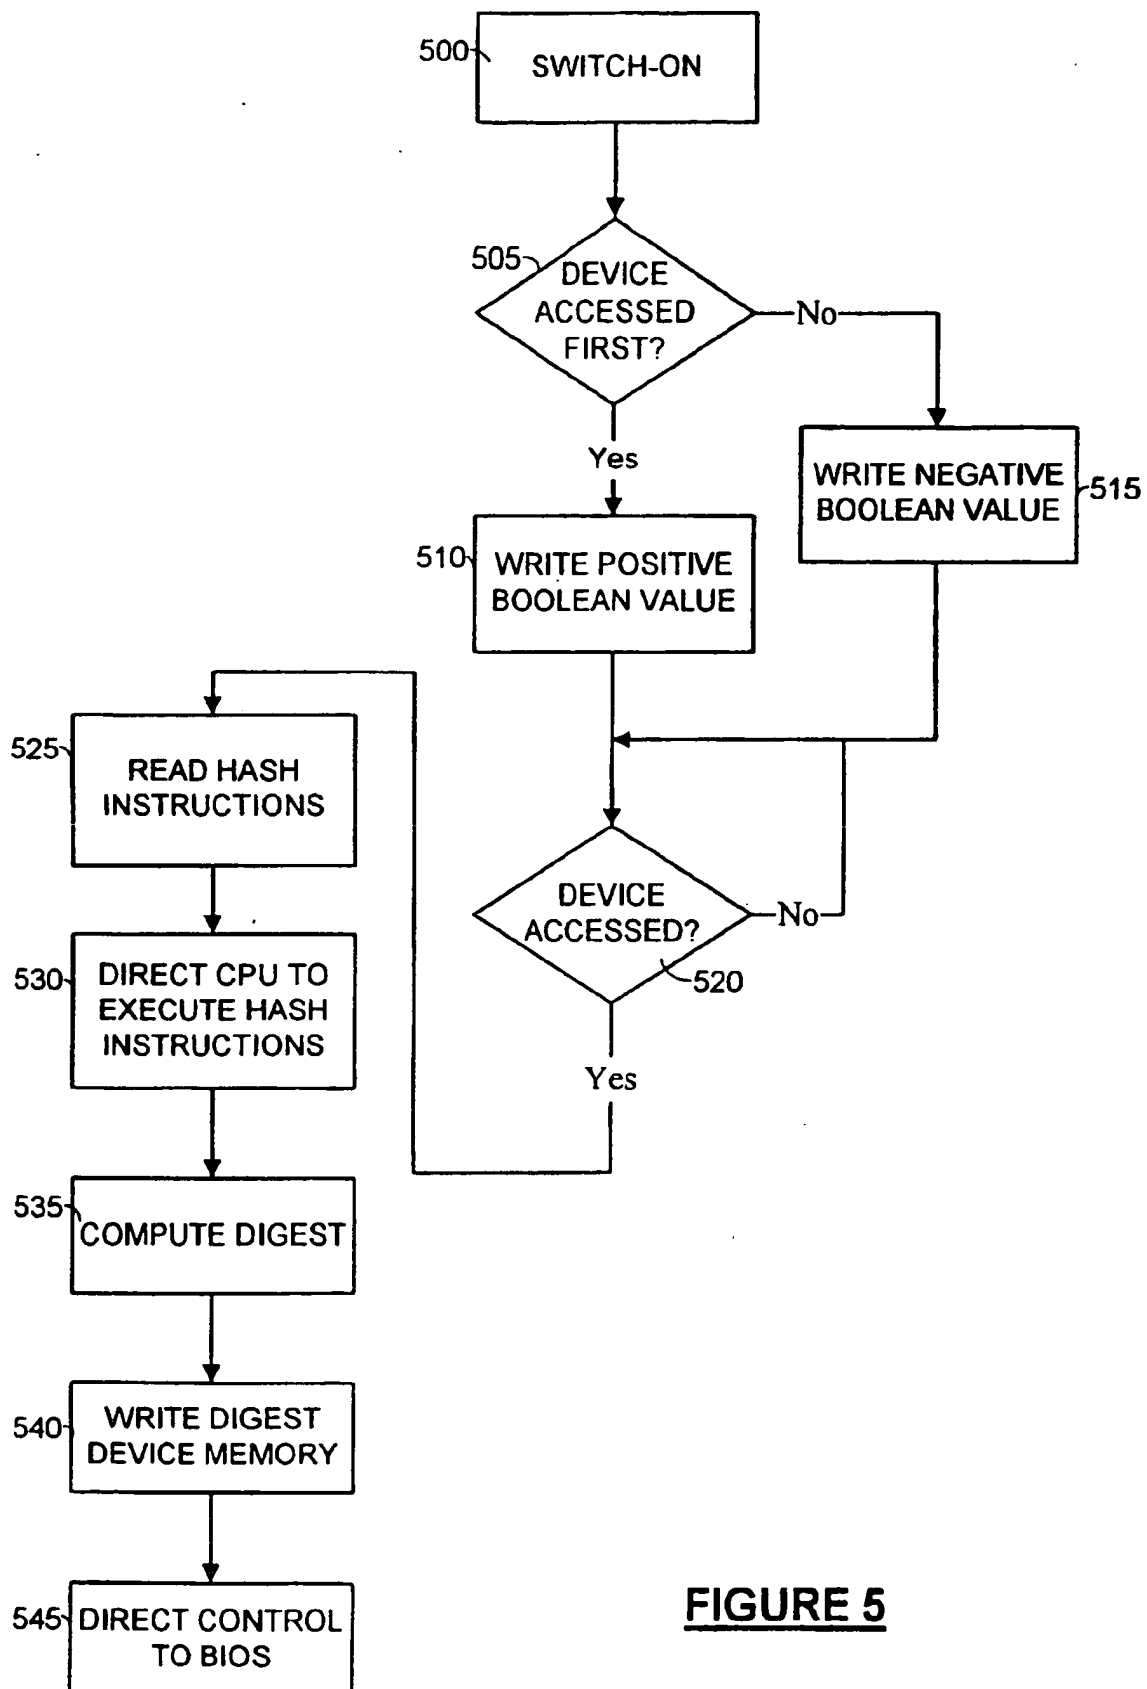 500
SWITCH-ON
505
DEVICE
ACCESSED
FIRST?
No
Yes
WRITE NEGATIVE
BOOLEAN VALUE
515
510
WRITE POSITIVE
BOOLEAN VALUE
DEVICE
ACCESSED?
No
520
Yes
525
READ HASH
INSTRUCTIONS
530
DIRECT CPU TO
EXECUTE HASH
INSTRUCTIONS
535
COMPUTE DIGEST
540
WRITE DIGEST
DEVICE MEMORY
545
DIRECT CONTROL
TO BIOS
FIGURE 5